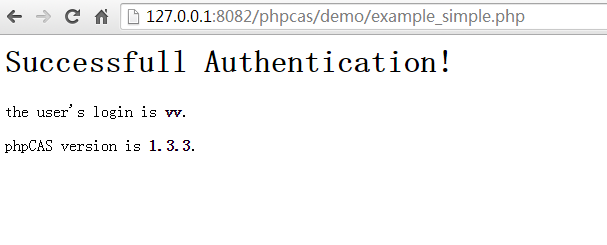 127.0.0.1:8082/phpcas/demo/example_simple.php
Successfull Authentication!
the user's login is vv.
phpCAS version is 1.3.3.